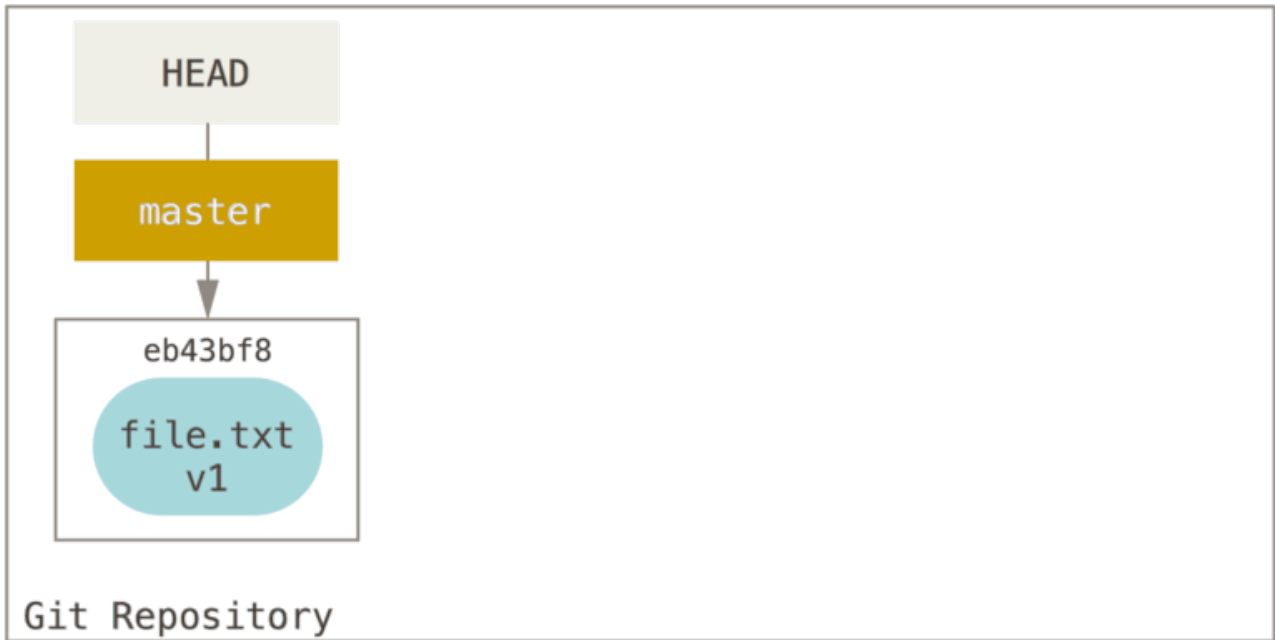 HEAD
master
eb43bf8
file.txt
v1
Git Repository